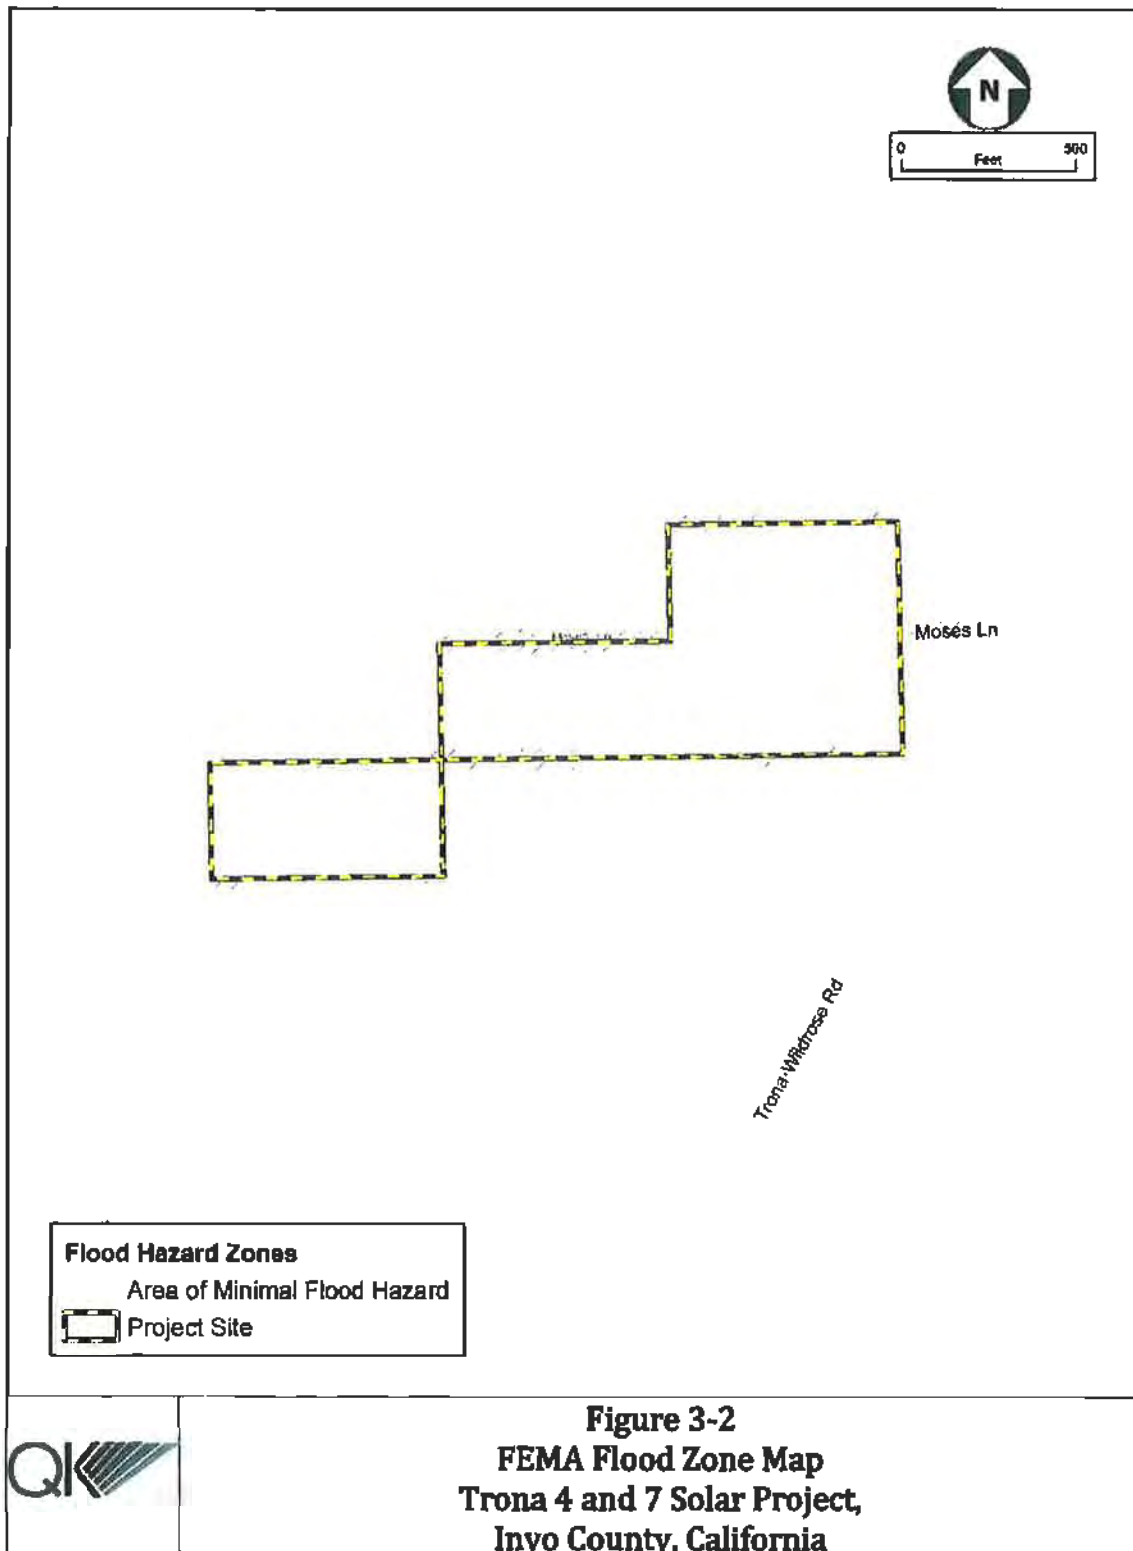 N
0 500
Feet
Moses Ln
Trona-Wildrose Rd
Flood Hazard Zones
Area of Minimal Flood Hazard
Project Site
QK
Figure 3-2
FEMA Flood Zone Map
Trona 4 and 7 Solar Project,
Inyo County, California